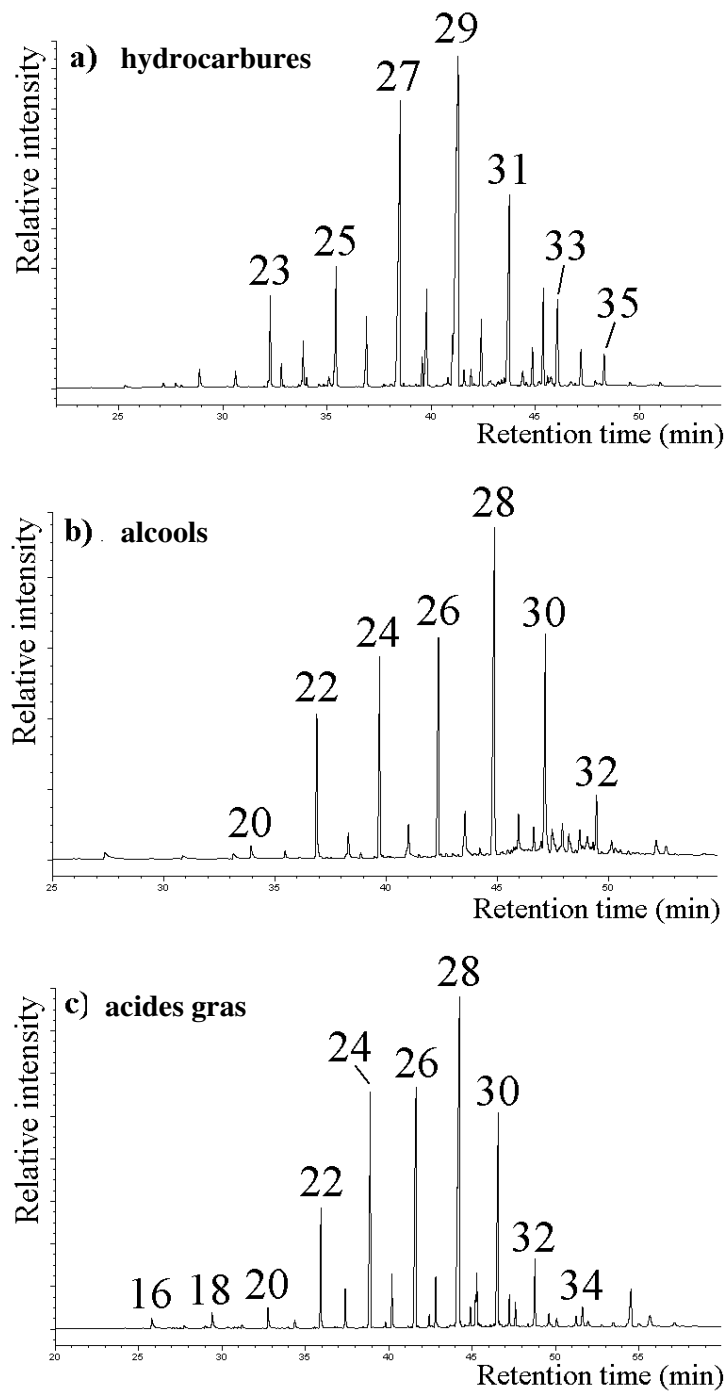 a) hydrocarbures
29
27
31
25
23
33
35
Relative intensity
25 30 35 40 45 50
Retention time (min)
b) . alcools
28
26
30
24
22
32
20
Relative intensity
25 30 35 40 45 50
Retention time (min)
c) acides gras
28
24
26
30
22
32
16
18
20
34
Relative intensity
20 25 30 35 40 45 50 55
Retention time (min)